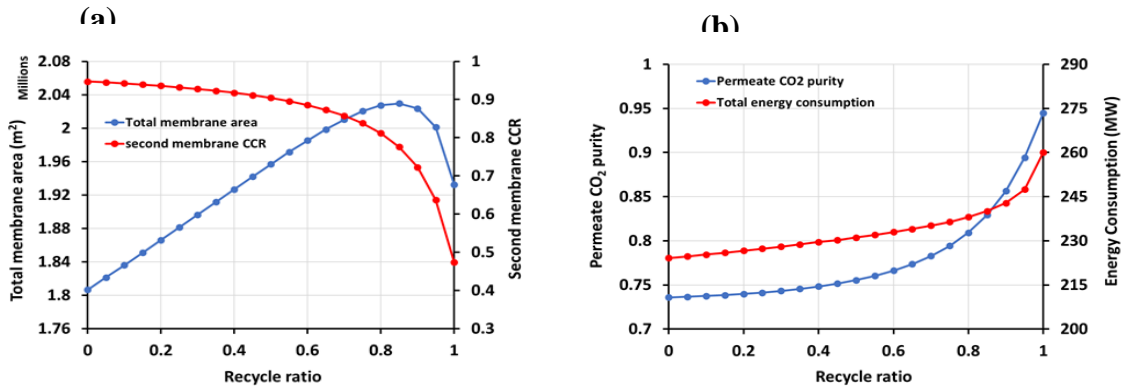 (a)
Millions
Total membrane area (m²)
2.08
2.04
2
1.96
1.92
1.88
1.84
1.8
1.76
Total membrane area
second membrane CCR
1
0.9
0.8
0.7
0.6
0.5
0.4
0.3
Second membrane CCR
0 0.2 0.4 0.6 0.8 1
Recycle ratio
(b)
Permeate CO₂ purity
1
0.95
0.9
0.85
0.8
0.75
0.7
Permeate CO2 purity
Total energy consumption
290
275
260
245
230
215
200
Energy Consumption (MW)
0 0.2 0.4 0.6 0.8 1
Recycle ratio